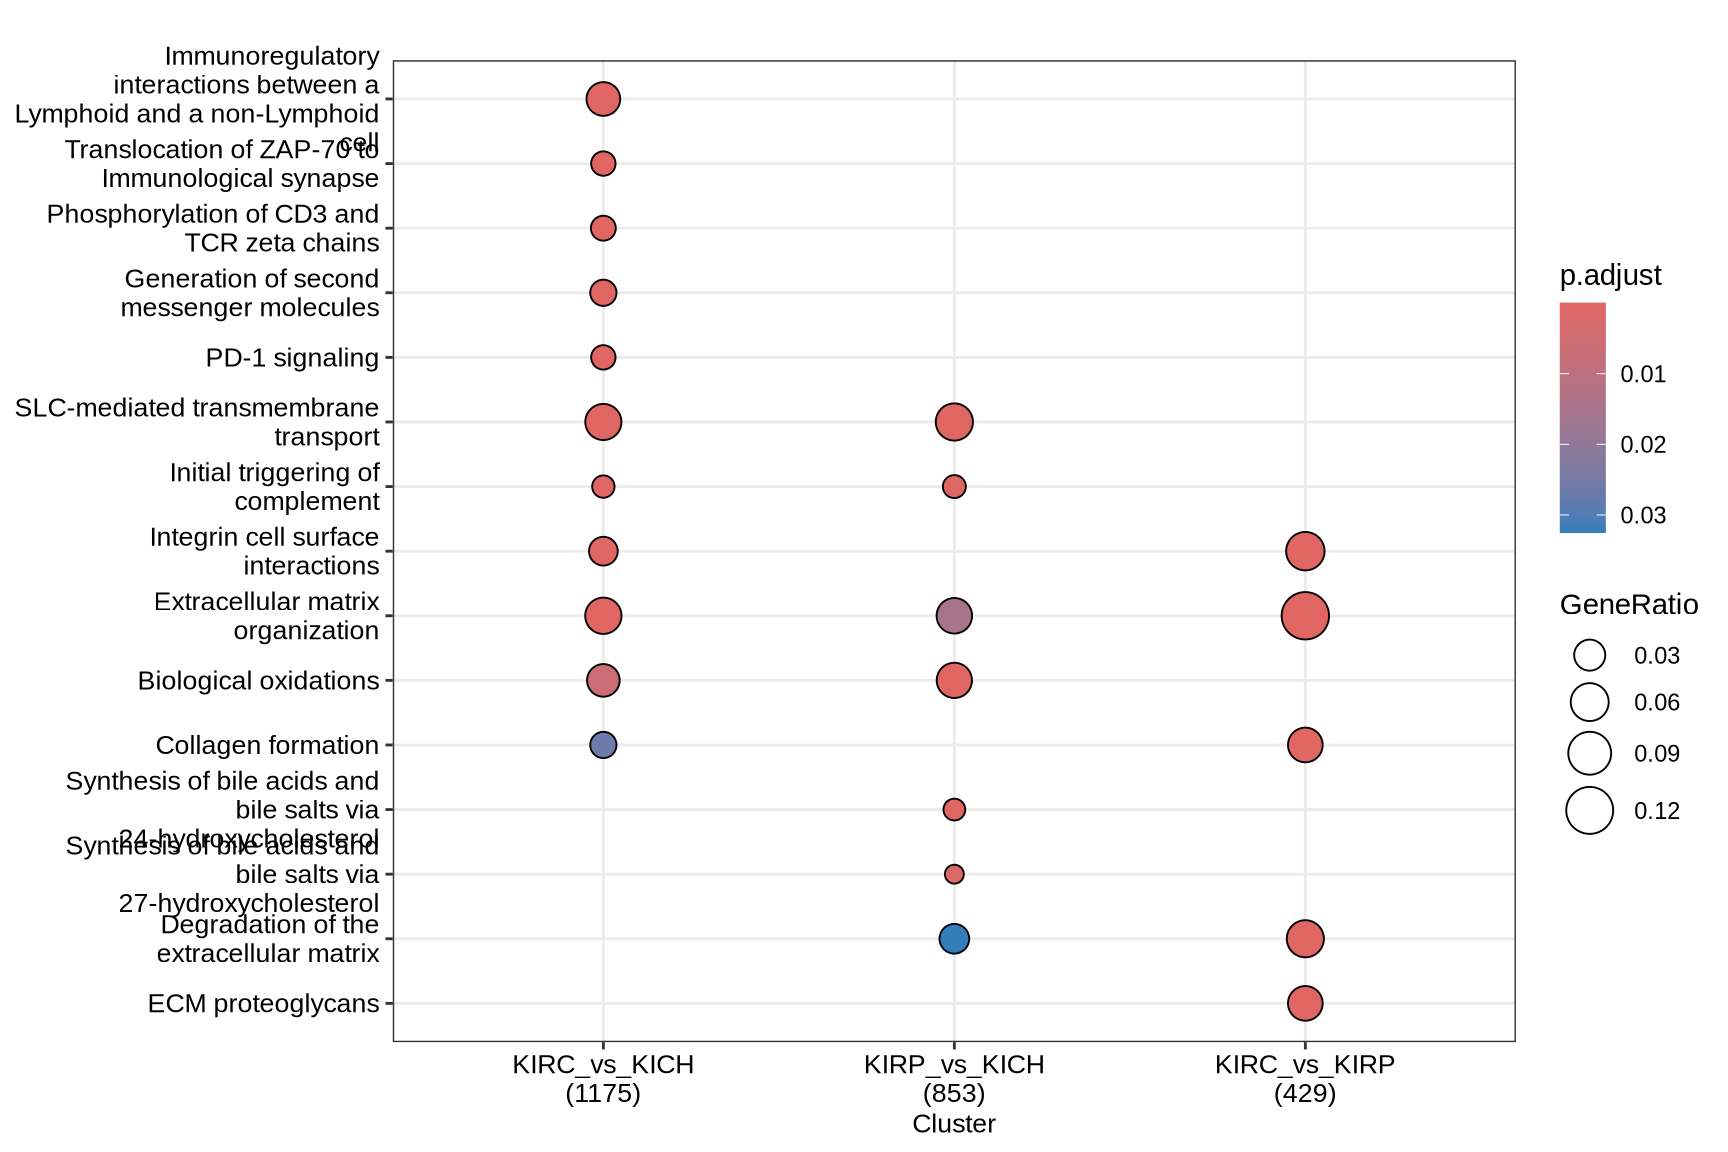 Immunoregulatory
interactions between a
Lymphoid and a non-Lymphoid
cell
Translocation of ZAP-70 to
Immunological synapse
Phosphorylation of CD3 and
TCR zeta chains
Generation of second
messenger molecules
PD-1 signaling
SLC-mediated transmembrane
transport
Initial triggering of
complement
Integrin cell surface
interactions
Extracellular matrix
organization
Biological oxidations
Collagen formation
Synthesis of bile acids and
bile salts via
24-hydroxycholesterol
Synthesis of bile acids and
bile salts via
27-hydroxycholesterol
Degradation of the
extracellular matrix
ECM proteoglycans
KIRC_vs_KICH
(1175)
KIRP_vs_KICH
(853)
KIRC_vs_KIRP
(429)
Cluster
p.adjust
0.01
0.02
0.03
GeneRatio
0.03
0.06
0.09
0.12